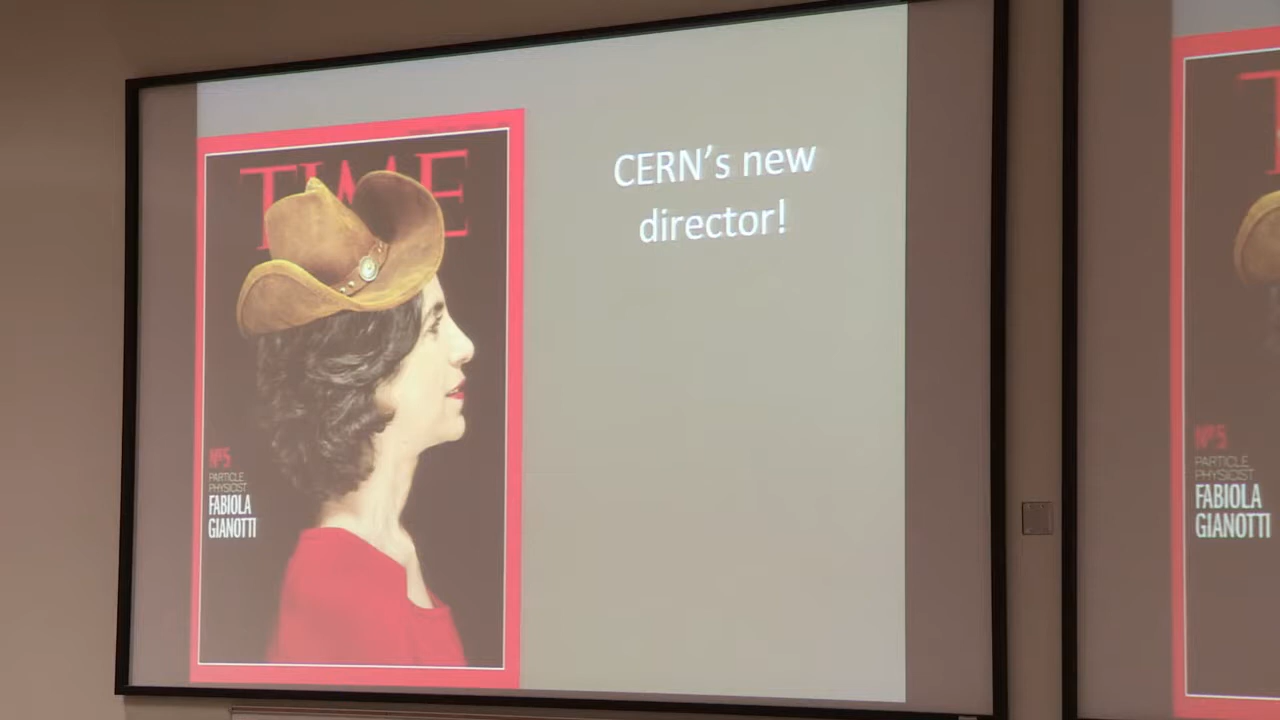 TIME
CERN's new
director!
Nº5
PARTICLE
PHYSICIST
FABIOLA
GIANOTTI
T
Nº5
PARTICLE
PHYSICIST
FABIOLA
GIANOTTI